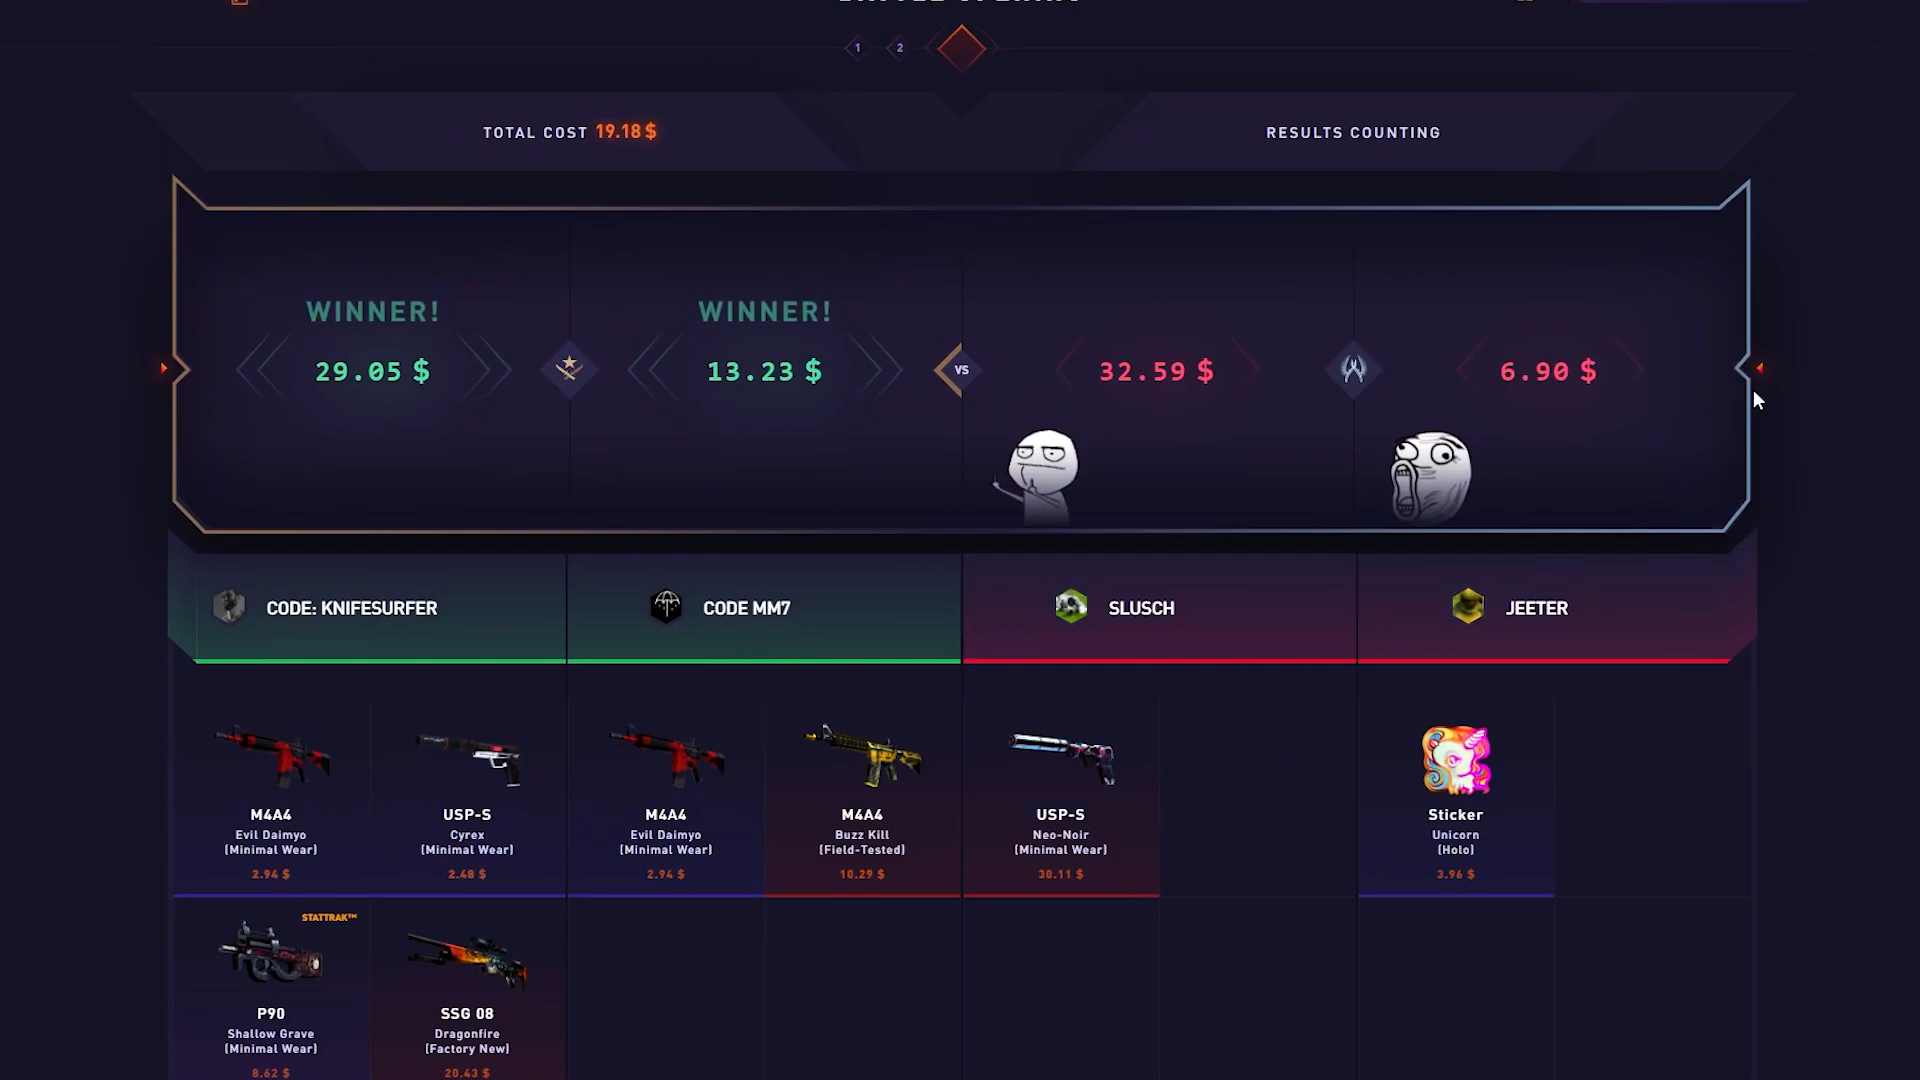 1 2
TOTAL COST 19.18 $
RESULTS COUNTING
WINNER! WINNER!
29.05 $ 13.23 $ VS 32.59 $ 6.90 $
CODE: KNIFESURFER CODE MM7 SLUSCH JEETER
M4A4 USP-S M4A4 M4A4 USP-S Sticker
Evil Daimyo Cyrex Evil Daimyo Buzz Kill Neo-Noir Unicorn
(Minimal Wear) (Minimal Wear) (Minimal Wear) (Field-Tested) (Minimal Wear) (Holo)
2.94 $ 2.48 $ 2.94 $ 10.29 $ 30.11 $ 3.96 $
STATTRAK™
P90 SSG 08
Shallow Grave Dragonfire
(Minimal Wear) (Factory New)
8.62 $ 20.43 $